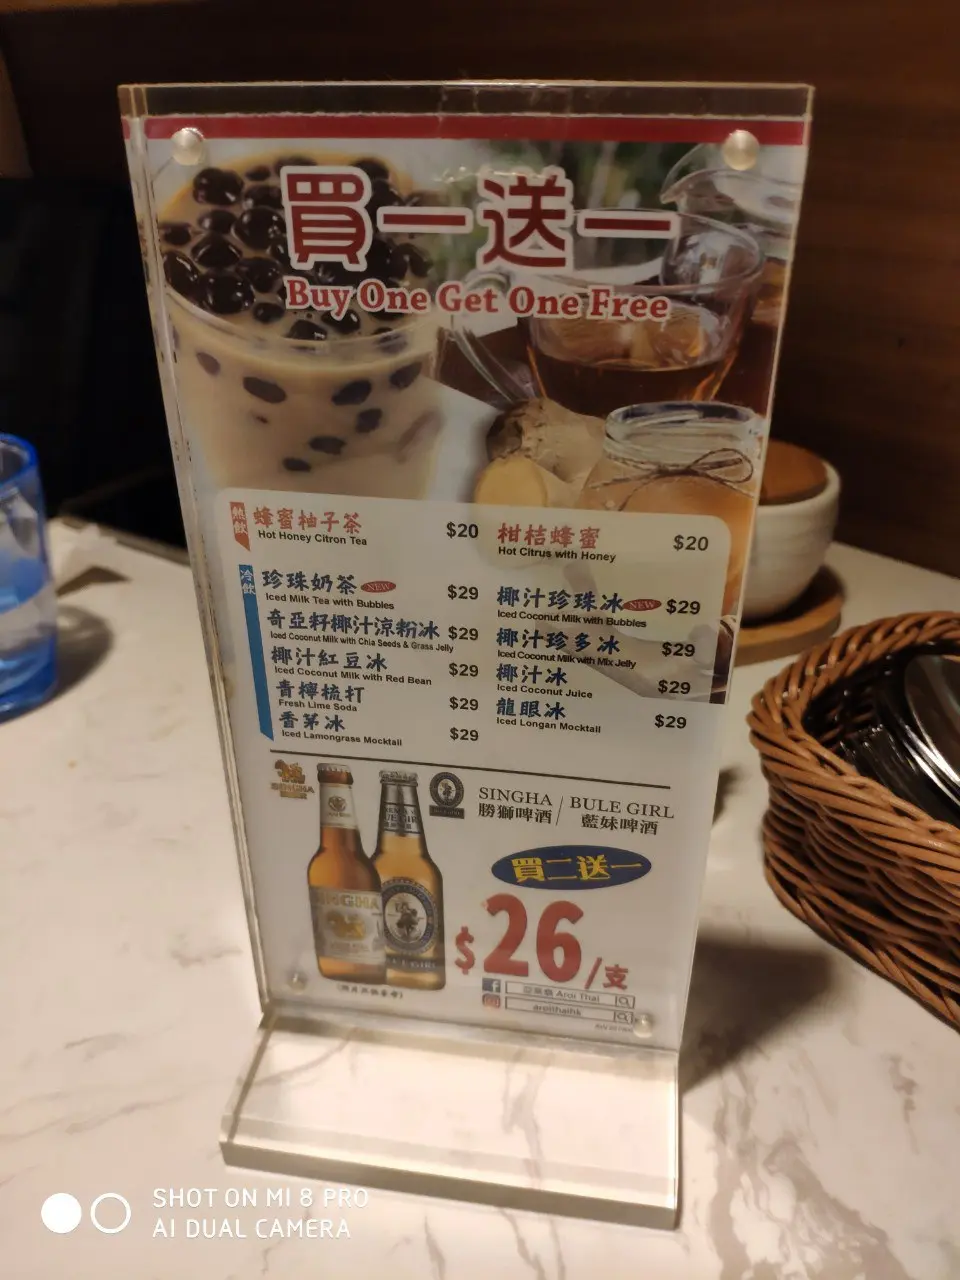 買一送一
Buy One Get One Free
熱飲
蜂蜜柚子茶 $20
Hot Honey Citron Tea
柑桔蜂蜜 $20
Hot Citrus with Honey
冷飲
珍珠奶茶 NEW $29
Iced Milk Tea with Bubbles
奇亞籽椰汁涼粉冰 $29
Iced Coconut Milk with Chia Seeds & Grass Jelly
椰汁紅豆冰 $29
Iced Coconut Milk with Red Bean
青檸梳打 $29
Fresh Lime Soda
香茅冰 $29
Iced Lamongrass Mocktail
椰汁珍珠冰 NEW $29
Iced Coconut Milk with Bubbles
椰汁珍多冰 $29
Iced Coconut Milk with Mix Jelly
椰汁冰 $29
Iced Coconut Juice
龍眼冰 $29
Iced Longan Mocktail
SINGHA
SINGHA / BULE GIRL
勝獅啤酒 / 藍妹啤酒
買二送一
$26/支
SINGHA
BLUE GIRL
Aroi Thai
aroithaihk
SHOT ON MI 8 PRO
AI DUAL CAMERA